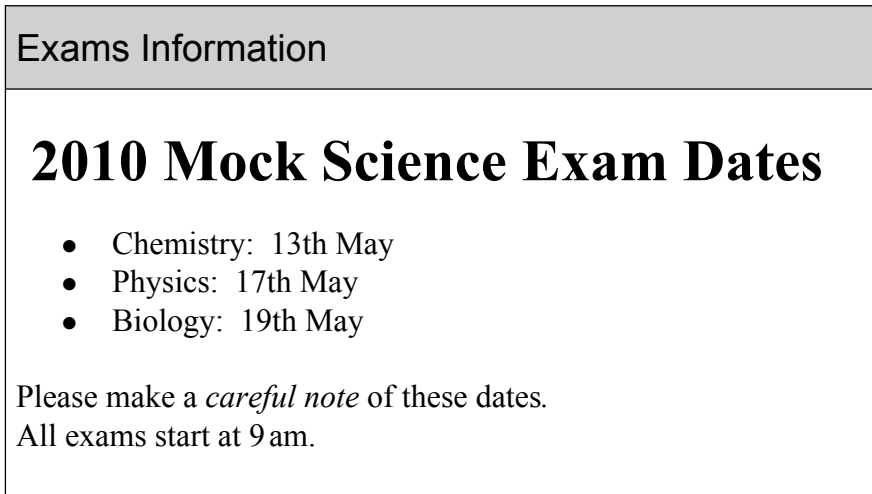 Exams Information
2010 Mock Science Exam Dates
● Chemistry: 13th May
● Physics: 17th May
● Biology: 19th May
Please make a careful note of these dates.
All exams start at 9 am.